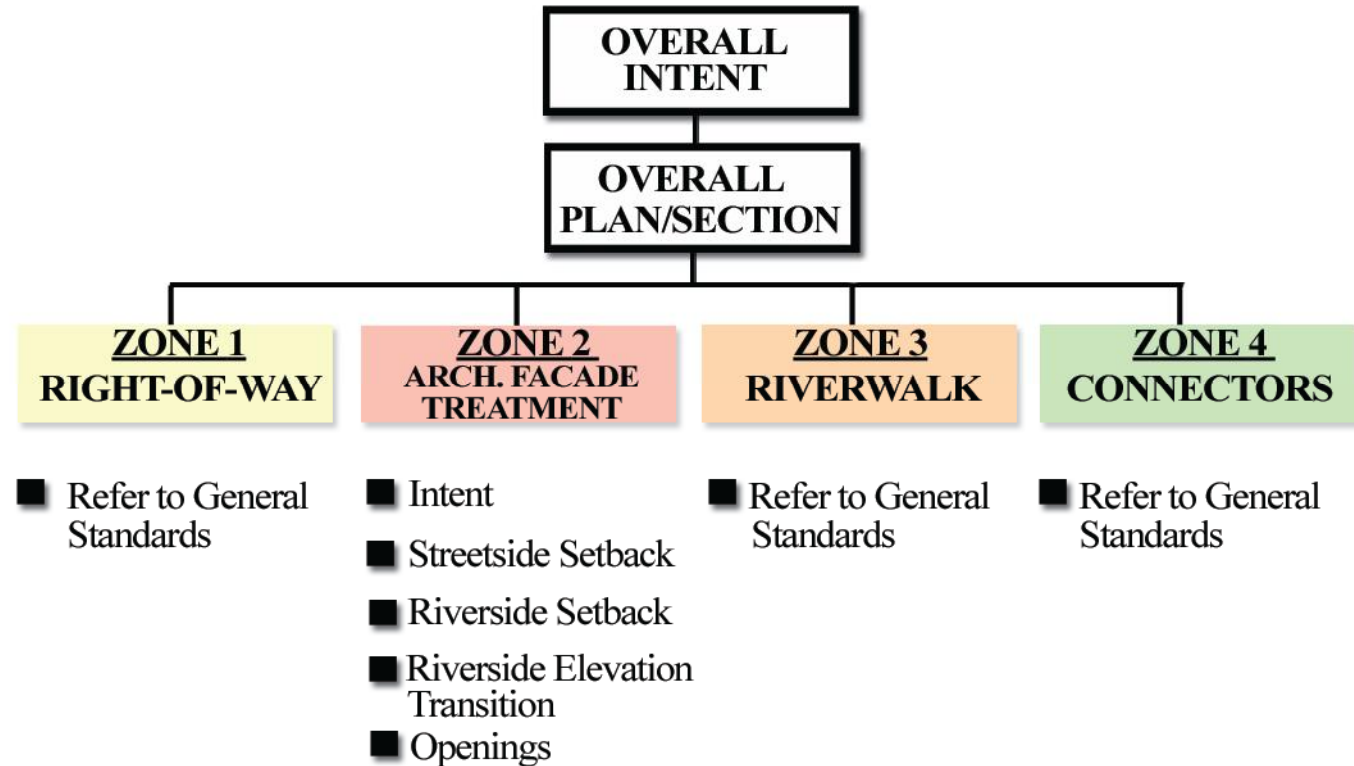 OVERALL
INTENT
OVERALL
PLAN/SECTION
ZONE 1
RIGHT-OF-WAY
ZONE 2
ARCH. FACADE
TREATMENT
ZONE 3
RIVERWALK
ZONE 4
CONNECTORS
Refer to General
Standards
Intent
Streetside Setback
Riverside Setback
Riverside Elevation
Transition
Openings
Refer to General
Standards
Refer to General
Standards